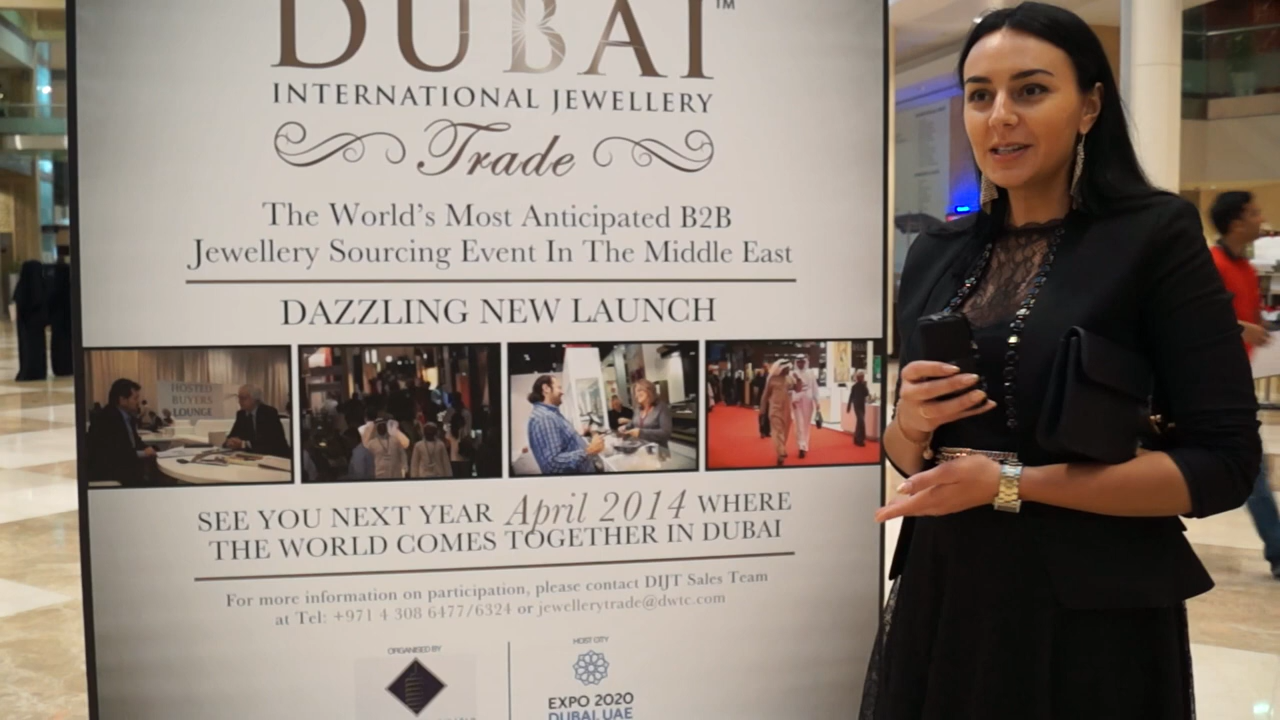 DUBAI™
INTERNATIONAL JEWELLERY
Trade
The World's Most Anticipated B2B
Jewellery Sourcing Event In The Middle East
DAZZLING NEW LAUNCH
HOSTED
BUYERS
LOUNGE
SEE YOU NEXT YEAR April 2014 WHERE
THE WORLD COMES TOGETHER IN DUBAI
For more information on participation, please contact DIJT Sales Team
at Tel: +971 4 308 6477/6324 or jewellerytrade@dwtc.com
ORGANISED BY
HOST CITY
EXPO 2020
DUBAI, UAE